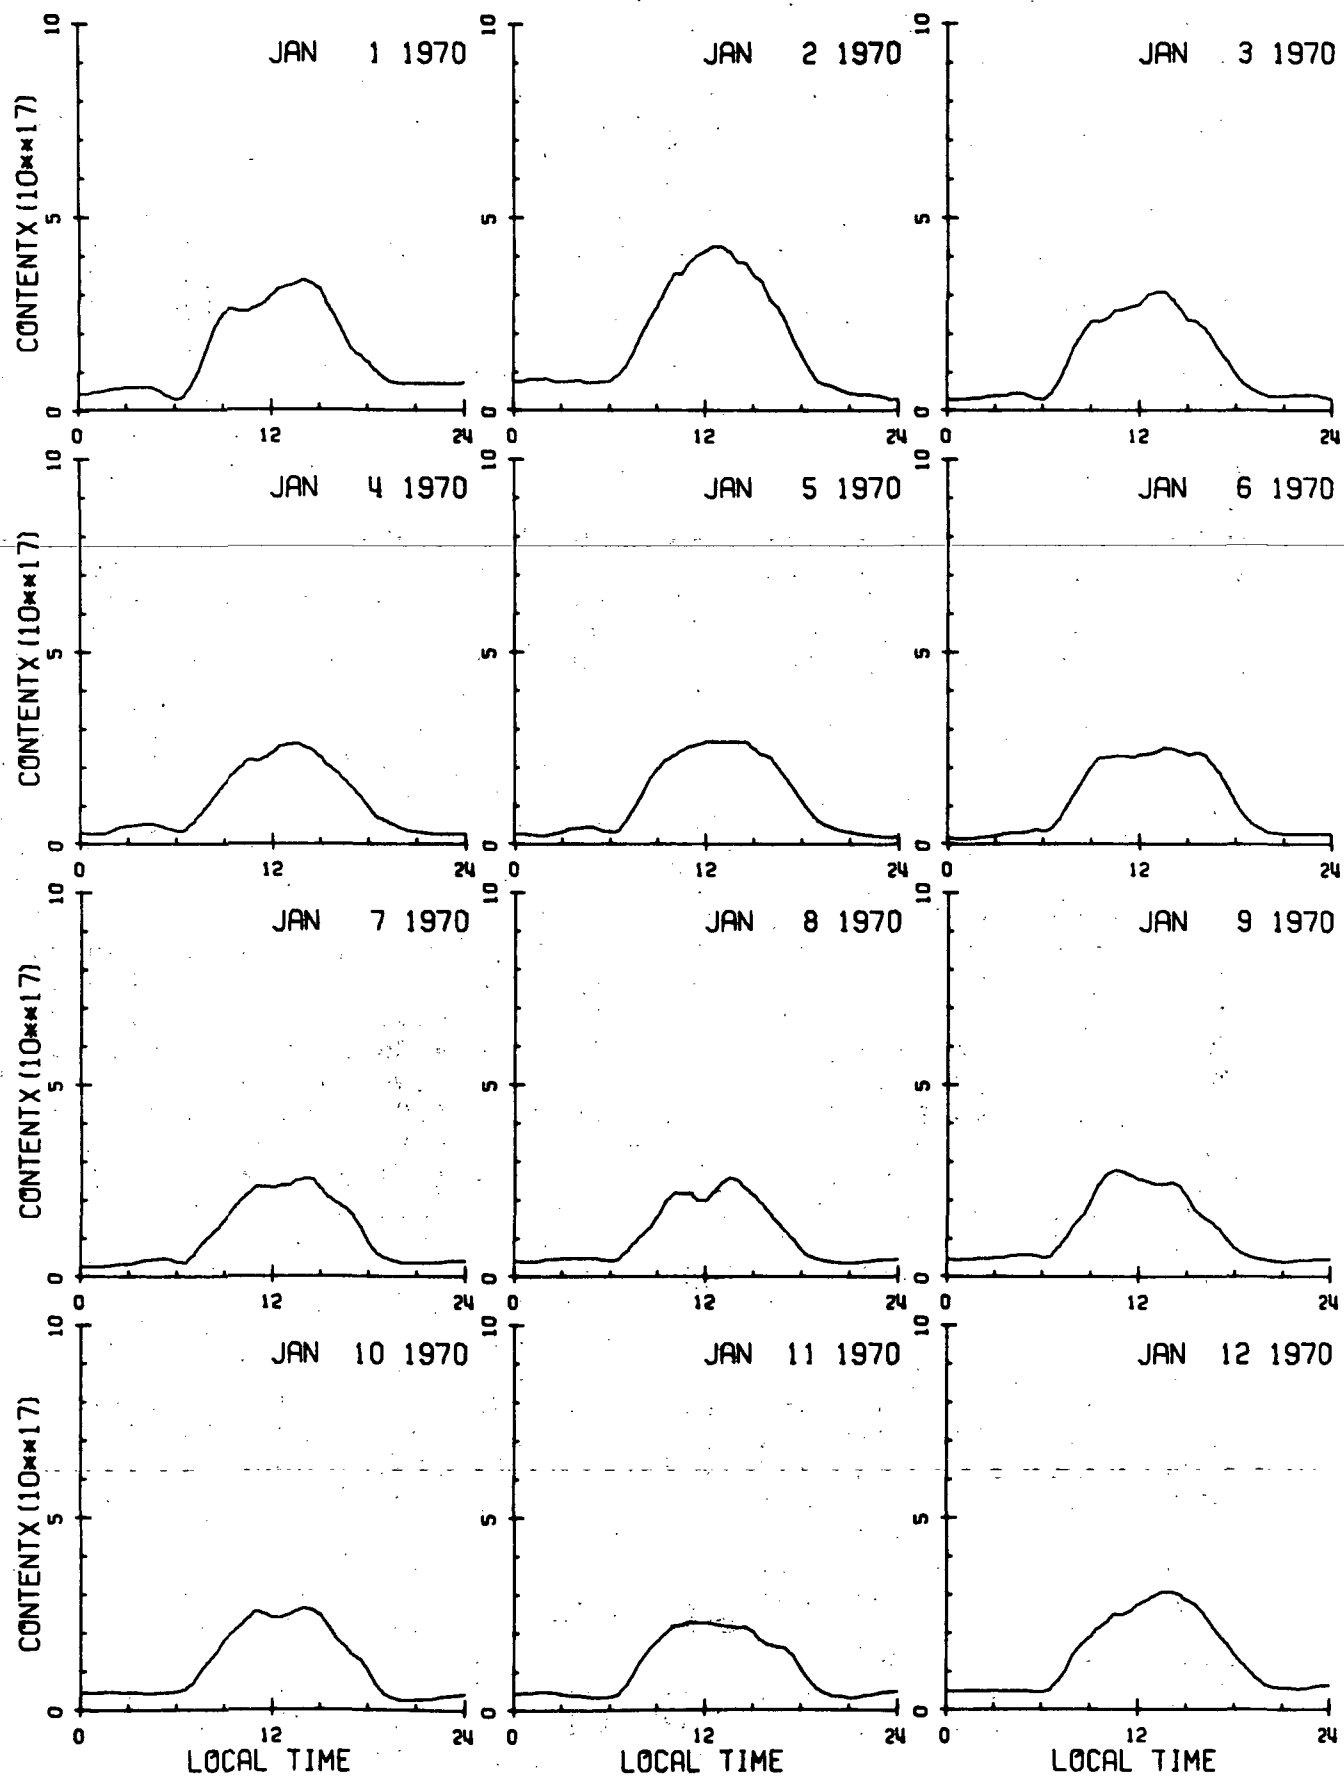 10 10 10
JAN 1 1970 JAN 2 1970 JAN 3 1970
CONTENTX (10**17)
5 5 5
0 0 0
0 12 24 0 12 24 0 12 24
10 10 10
JAN 4 1970 JAN 5 1970 JAN 6 1970
CONTENTX (10**17)
5 5 5
0 0 0
0 12 24 0 12 24 0 12 24
10 10 10
JAN 7 1970 JAN 8 1970 JAN 9 1970
CONTENTX (10**17)
5 5 5
0 0 0
0 12 24 0 12 24 0 12 24
10 10 10
JAN 10 1970 JAN 11 1970 JAN 12 1970
CONTENTX (10**17)
5 5 5
0 0 0
0 12 24 0 12 24 0 12 24
LOCAL TIME LOCAL TIME LOCAL TIME